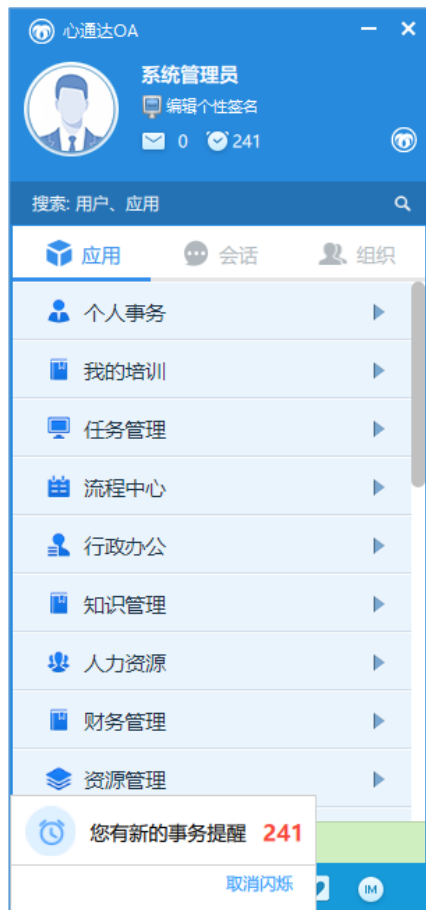 心通达OA
系统管理员
编辑个性签名
0 241
搜索: 用户、应用
应用 会话 组织
个人事务
我的培训
任务管理
流程中心
行政办公
知识管理
人力资源
财务管理
资源管理
您有新的事务提醒 241
取消闪烁
IM